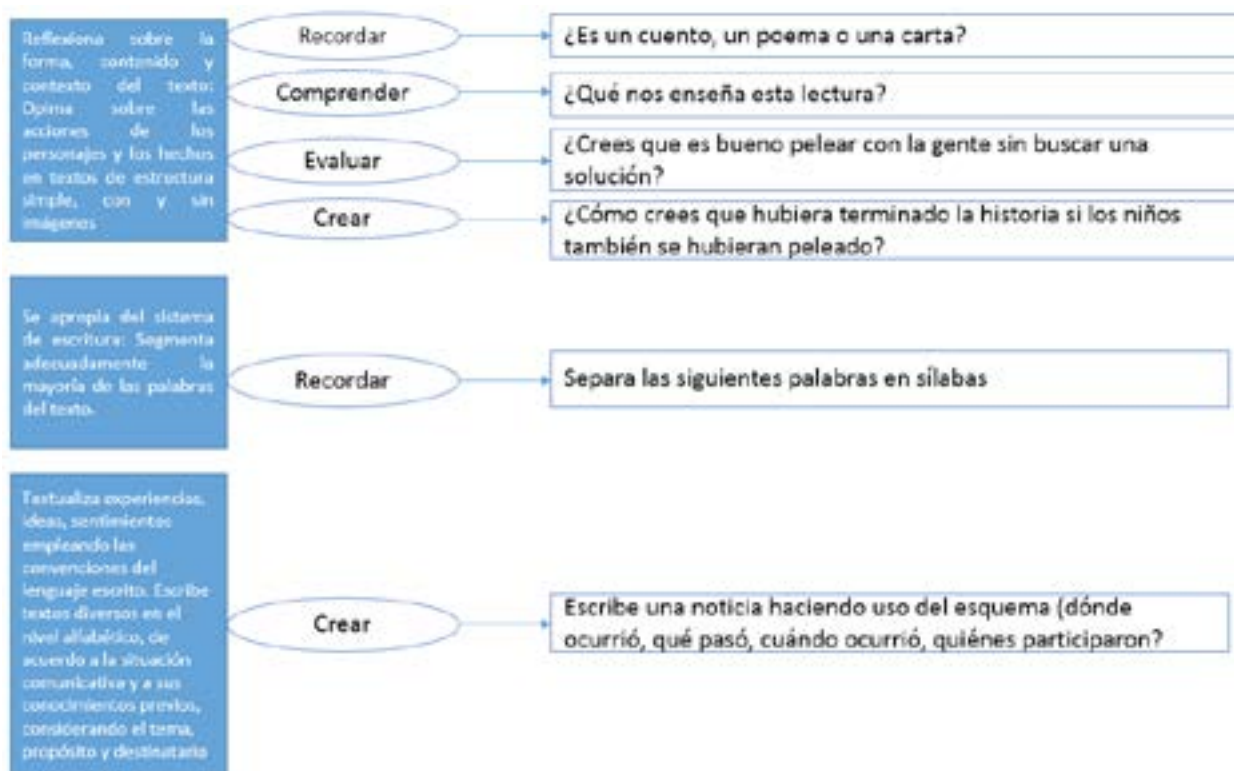 Reflexiona sobre la
forma, contenido y
contexto del texto:
Opina sobre las
acciones de los
personajes y los hechos
en textos de estructura
simple, con y sin
imágenes
Recordar
¿Es un cuento, un poema o una carta?
Comprender
¿Qué nos enseña esta lectura?
Evaluar
¿Crees que es bueno pelear con la gente sin buscar una
solución?
Crear
¿Cómo crees que hubiera terminado la historia si los niños
también se hubieran peleado?
Se apropia del sistema
de escritura: Segmenta
adecuadamente la
mayoría de las palabras
del texto.
Recordar
Separa las siguientes palabras en sílabas
Textualiza experiencias,
ideas, sentimientos
empleando las
convenciones del
lenguaje escrito. Escribe
textos diversos en el
nivel alfabético, de
acuerdo a la situación
comunicativa y a sus
conocimientos previos,
considerando el tema,
propósito y destinatario
Crear
Escribe una noticia haciendo uso del esquema (dónde
ocurrió, qué pasó, cuándo ocurrió, quiénes participaron?